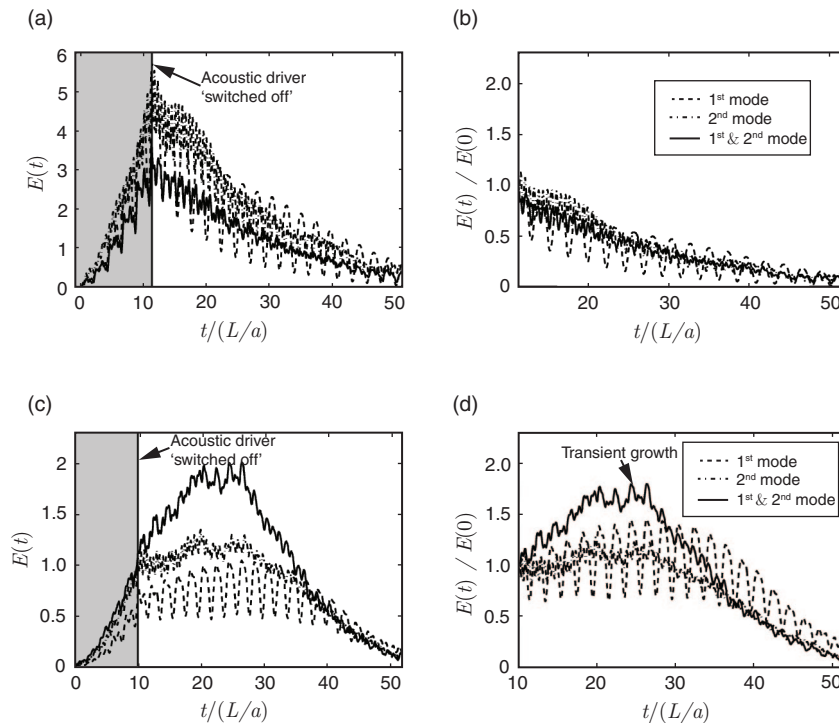 (a)
6
5
4
3
2
1
0
E(t)
Acoustic driver
‘switched off’
0 10 20 30 40 50
t/(L/a)
(b)
2.0
1.5
1.0
0.5
0
E(t) / E(0)
1st mode
2nd mode
1st & 2nd mode
20 30 40 50
t/(L/a)
(c)
2
1.5
1.0
0.5
0
E(t)
Acoustic driver
‘switched off’
0 10 20 30 40 50
t/(L/a)
(d)
2.0
1.5
1.0
0.5
0
E(t) / E(0)
Transient growth
1st mode
2nd mode
1st & 2nd mode
10 20 30 40 50
t/(L/a)